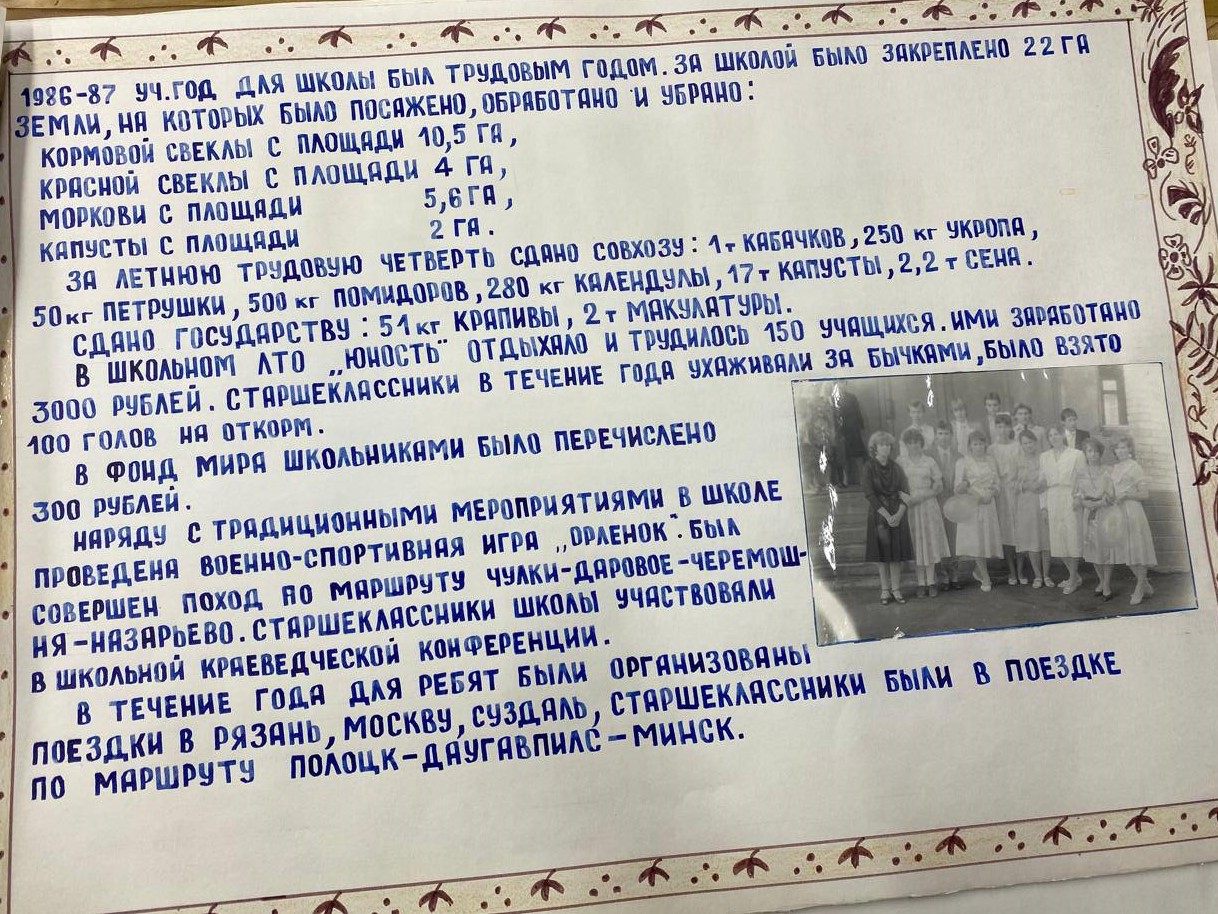 1986-87 УЧ.ГОД ДЛЯ ШКОЛЫ БЫЛ ТРУДОВЫМ ГОДОМ. ЗА ШКОЛОЙ БЫЛО ЗАКРЕПЛЕНО 22 ГА
ЗЕМЛИ, НА КОТОРЫХ БЫЛО ПОСАЖЕНО, ОБРАБОТАНО И УБРАНО:
КОРМОВОЙ СВЕКЛЫ С ПЛОЩАДИ 10,5 ГА,
КРАСНОЙ СВЕКЛЫ С ПЛОЩАДИ 4 ГА,
МОРКОВИ С ПЛОЩАДИ 5,6 ГА,
КАПУСТЫ С ПЛОЩАДИ 2 ГА.
ЗА ЛЕТНЮЮ ТРУДОВУЮ ЧЕТВЕРТЬ СДАНО СОВХОЗУ: 1т КАБАЧКОВ, 250 кг УКРОПА,
50кг ПЕТРУШКИ, 500 кг ПОМИДОРОВ, 280 кг КАЛЕНДУЛЫ, 17т КАПУСТЫ, 2,2 т СЕНА.
СДАНО ГОСУДАРСТВУ: 51кг КРАПИВЫ, 2 т МАКУЛАТУРЫ.
В ШКОЛЬНОМ ЛТО „ЮНОСТЬ" ОТДЫХАЛО И ТРУДИЛОСЬ 150 УЧАЩИХСЯ. ИМИ ЗАРАБОТАНО
3000 РУБЛЕЙ. СТАРШЕКЛАССНИКИ В ТЕЧЕНИЕ ГОДА УХАЖИВАЛИ ЗА БЫЧКАМИ, БЫЛО ВЗЯТО
100 ГОЛОВ НА ОТКОРМ.
В ФОНД МИРА ШКОЛЬНИКАМИ БЫЛО ПЕРЕЧИСЛЕНО
300 РУБЛЕЙ.
НАРЯДУ С ТРАДИЦИОННЫМИ МЕРОПРИЯТИЯМИ В ШКОЛЕ
ПРОВЕДЕНА ВОЕННО-СПОРТИВНАЯ ИГРА „ОРЛЕНОК". БЫЛ
СОВЕРШЕН ПОХОД ПО МАРШРУТУ ЧУЛКИ-ДАРОВОЕ-ЧЕРЕМОШ-
НЯ-НАЗАРЬЕВО. СТАРШЕКЛАССНИКИ ШКОЛЫ УЧАСТВОВАЛИ
В ШКОЛЬНОЙ КРАЕВЕДЧЕСКОЙ КОНФЕРЕНЦИИ.
В ТЕЧЕНИЕ ГОДА ДЛЯ РЕБЯТ БЫЛИ ОРГАНИЗОВАНЫ
ПОЕЗДКИ В РЯЗАНЬ, МОСКВУ, СУЗДАЛЬ, СТАРШЕКЛАССНИКИ БЫЛИ В ПОЕЗДКЕ
ПО МАРШРУТУ ПОЛОЦК-ДАУГАВПИЛС-МИНСК.